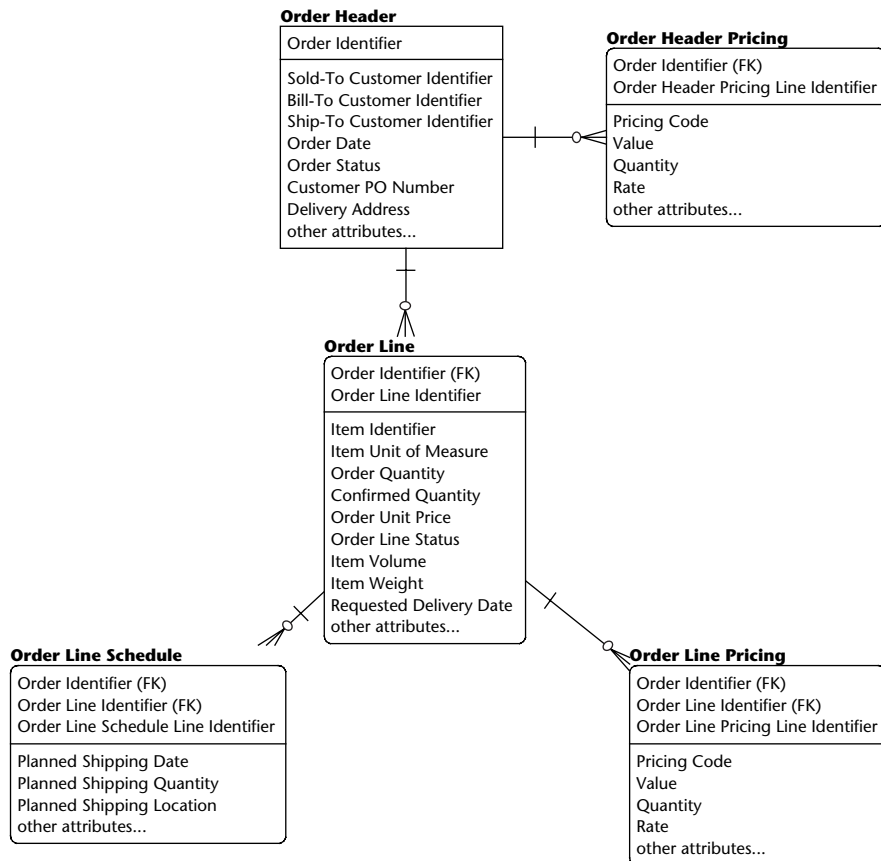 Order Header
Order Identifier
Sold-To Customer Identifier
Bill-To Customer Identifier
Ship-To Customer Identifier
Order Date
Order Status
Customer PO Number
Delivery Address
other attributes...
Order Header Pricing
Order Identifier (FK)
Order Header Pricing Line Identifier
Pricing Code
Value
Quantity
Rate
other attributes...
Order Line
Order Identifier (FK)
Order Line Identifier
Item Identifier
Item Unit of Measure
Order Quantity
Confirmed Quantity
Order Unit Price
Order Line Status
Item Volume
Item Weight
Requested Delivery Date
other attributes...
Order Line Schedule
Order Identifier (FK)
Order Line Identifier (FK)
Order Line Schedule Line Identifier
Planned Shipping Date
Planned Shipping Quantity
Planned Shipping Location
other attributes...
Order Line Pricing
Order Identifier (FK)
Order Line Identifier (FK)
Order Line Pricing Line Identifier
Pricing Code
Value
Quantity
Rate
other attributes...